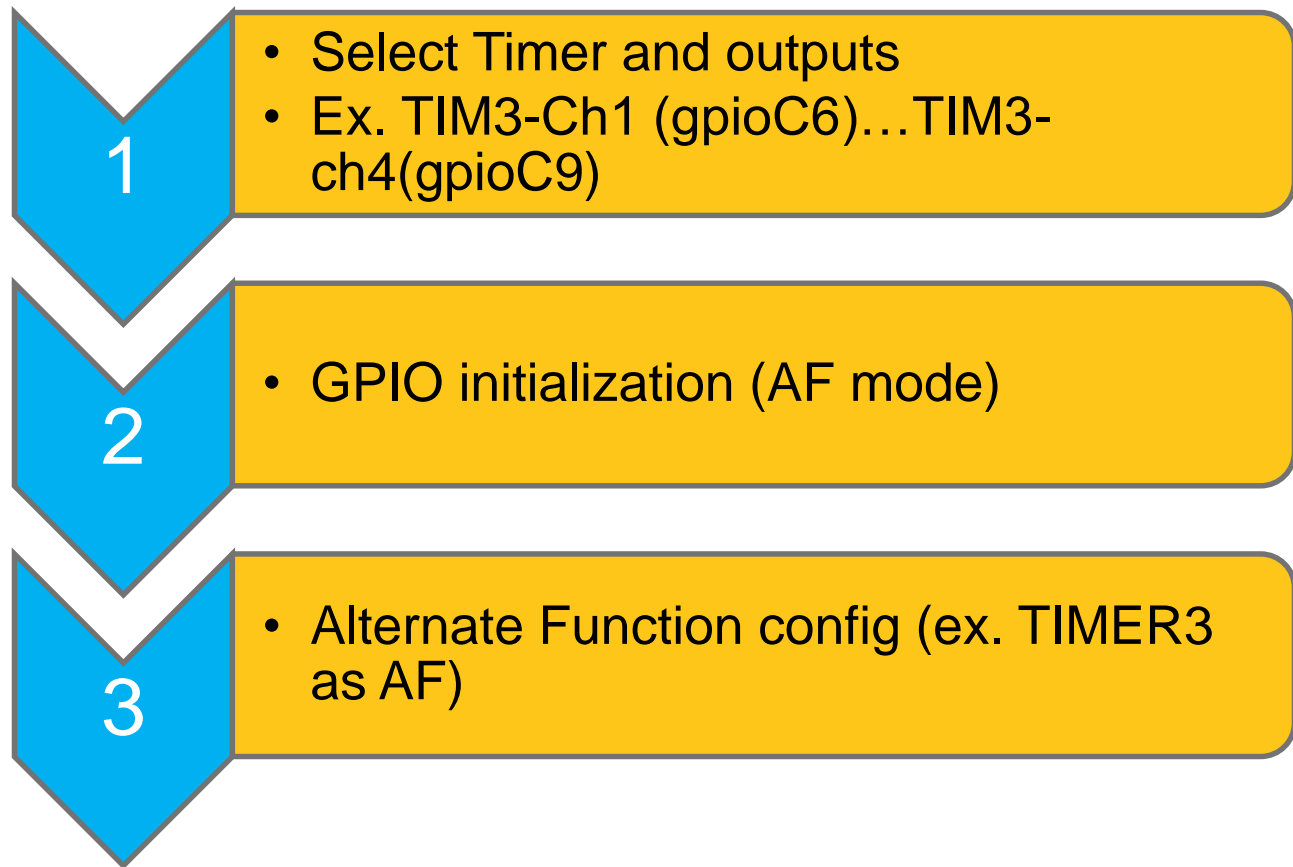 1
• Select Timer and outputs
• Ex. TIM3-Ch1 (gpioC6)…TIM3-
ch4(gpioC9)
2
• GPIO initialization (AF mode)
3
• Alternate Function config (ex. TIMER3
as AF)